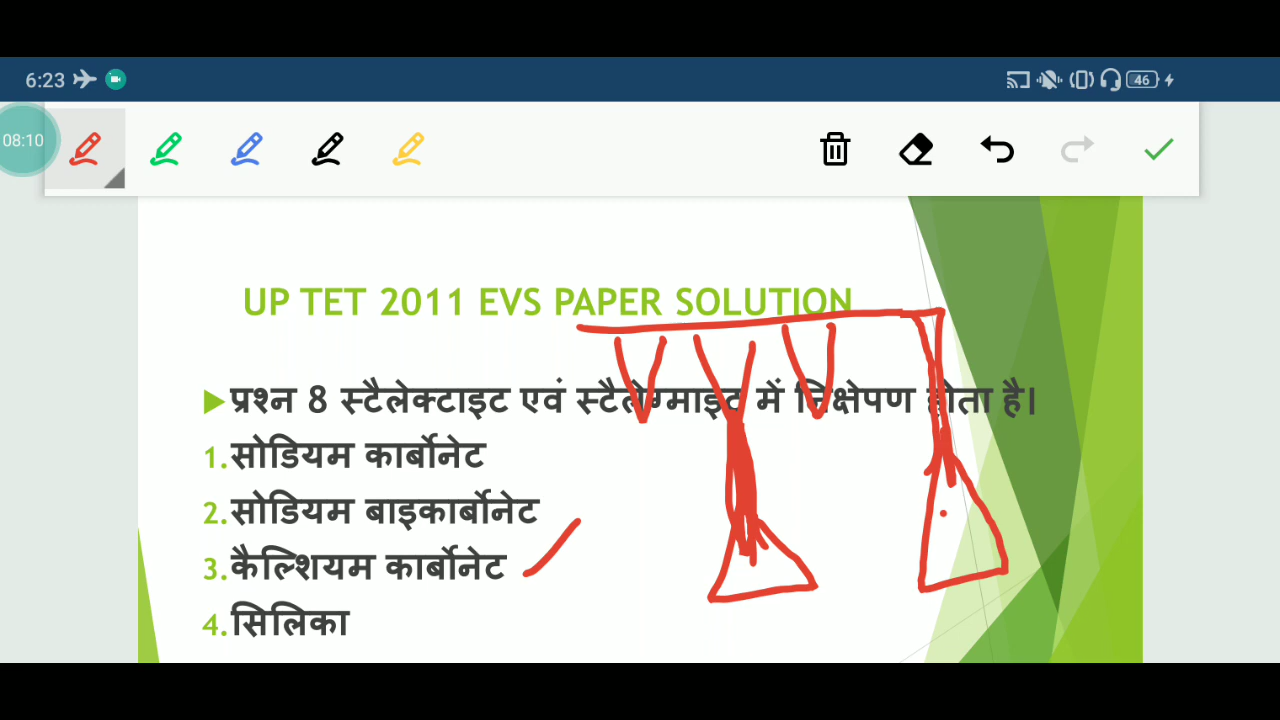 6:23
46
08:10
UP TET 2011 EVS PAPER SOLUTION
प्रश्न 8 स्टैलेक्टाइट एवं स्टैलेग्माइट में निक्षेपण होता है।
1. सोडियम कार्बोनेट
2. सोडियम बाइकार्बोनेट
3. कैल्शियम कार्बोनेट
4. सिलिका